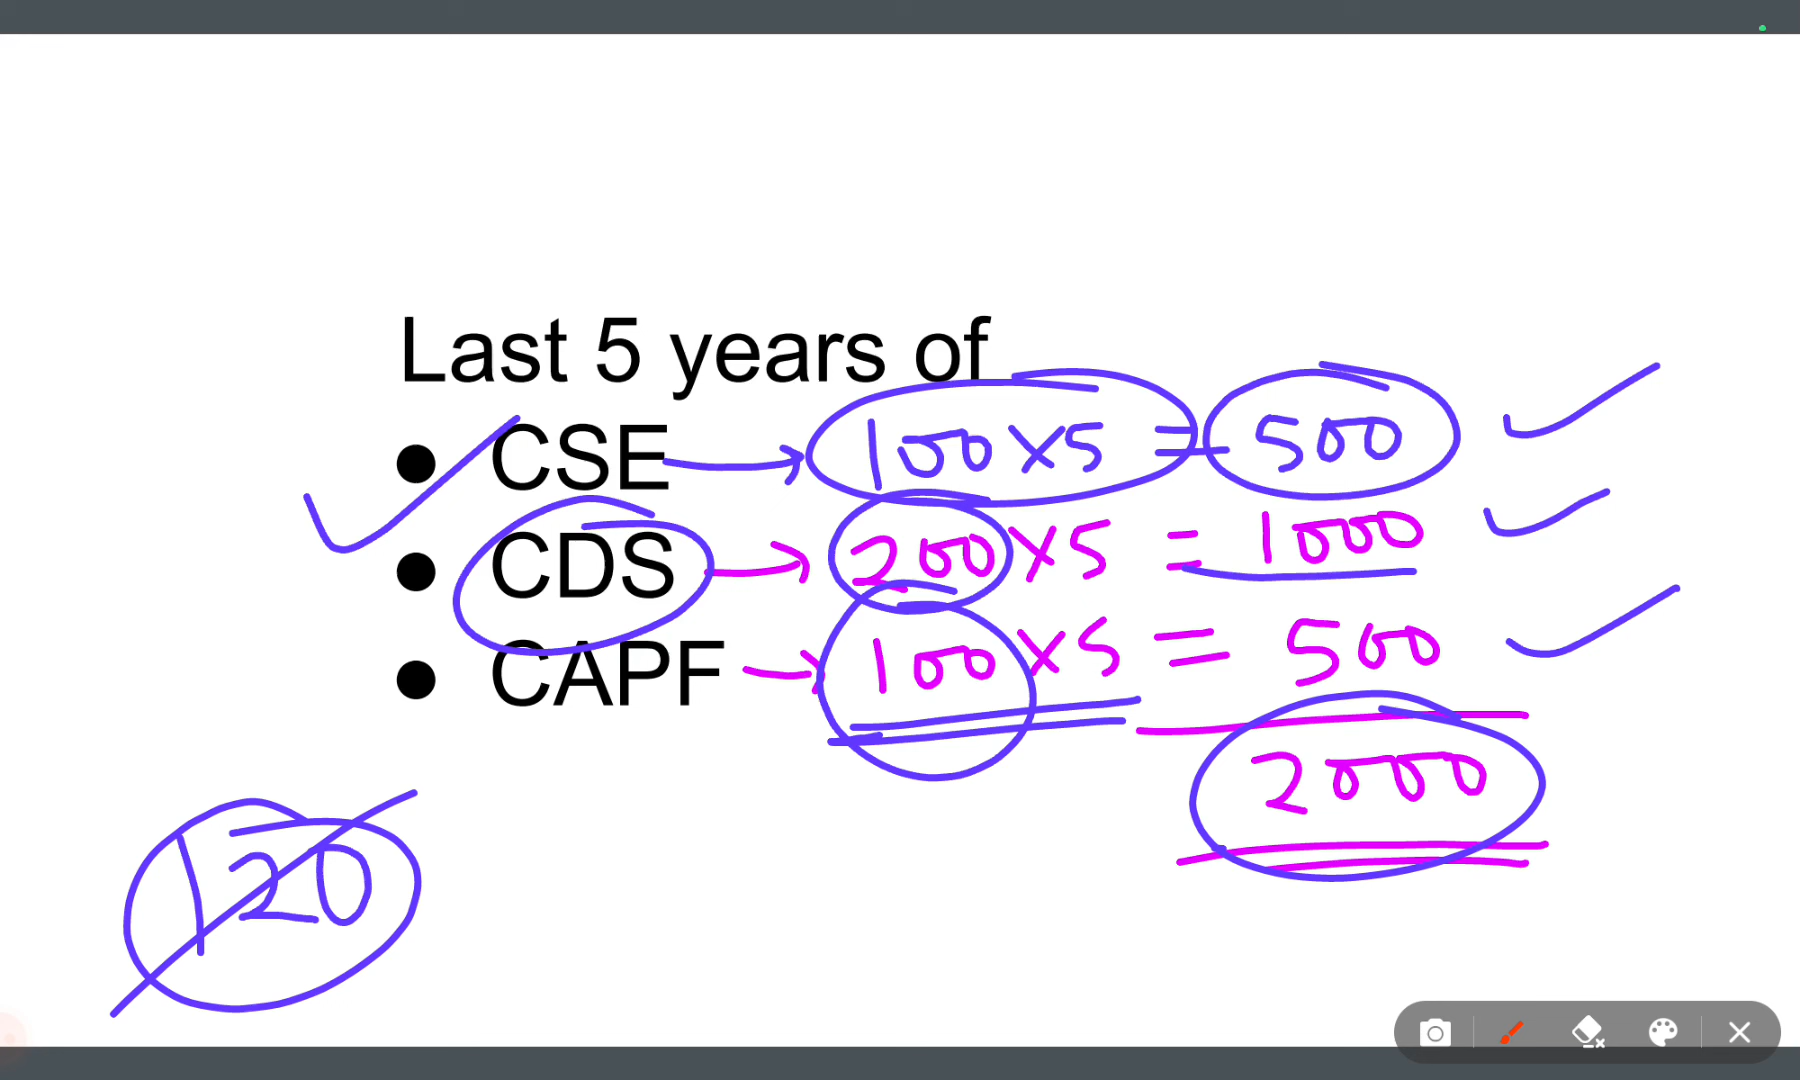 Last 5 years of
● CSE → 100 × 5 = 500
● CDS → 200 × 5 = 1000
● CAPF → 100 × 5 = 500
2000
120